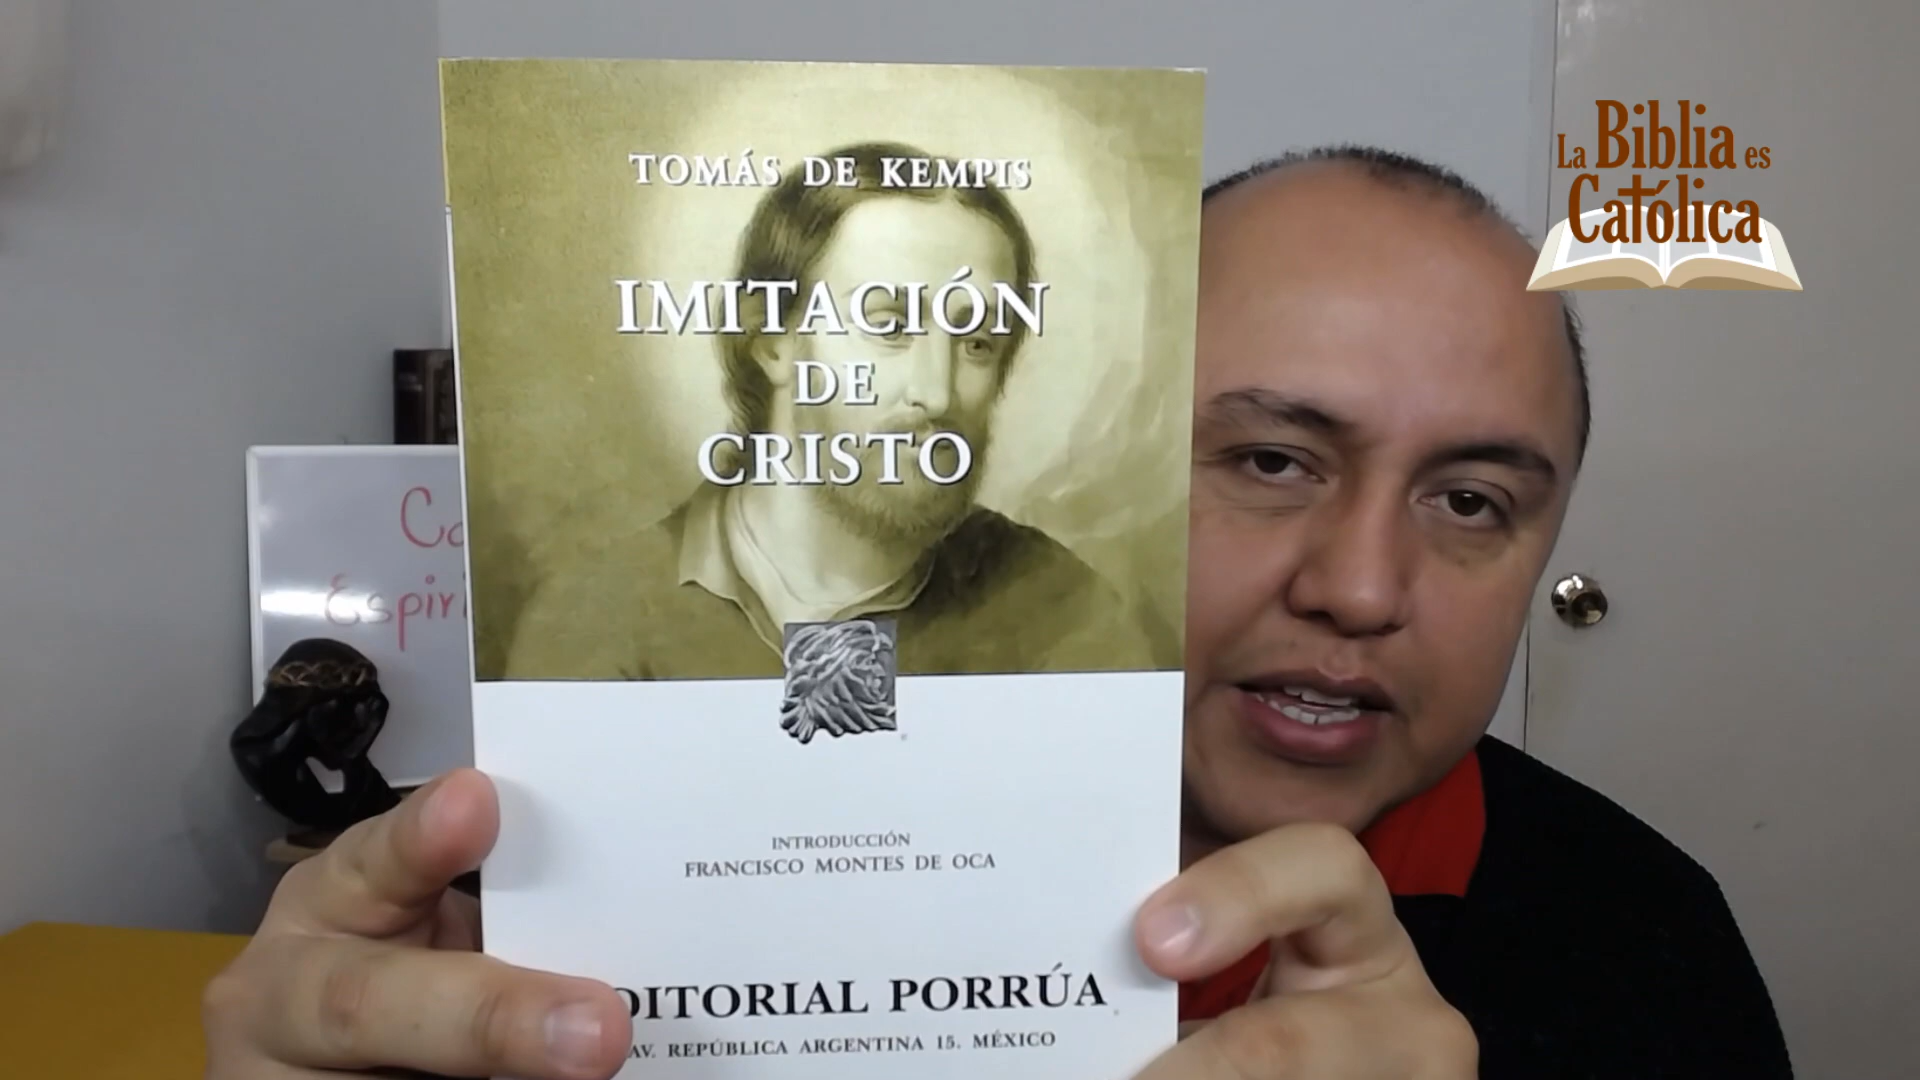 TOMÁS DE KEMPIS
IMITACIÓN
DE
CRISTO
INTRODUCCIÓN
FRANCISCO MONTES DE OCA
EDITORIAL PORRÚA
AV. REPÚBLICA ARGENTINA 15. MÉXICO
La Biblia es
Católica